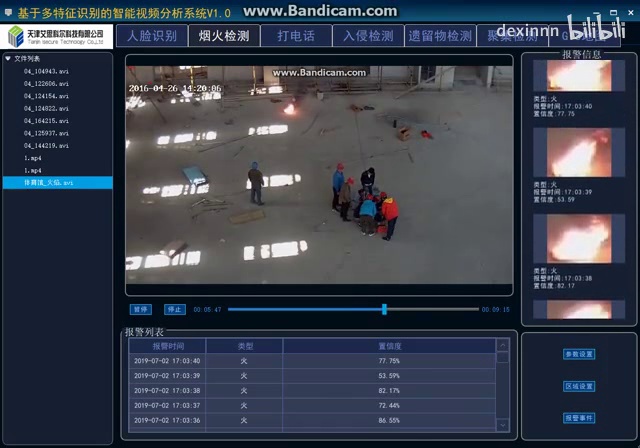 基于多特征识别的智能视频分析系统V1.0
www.Bandicam.com
dexinnn bilibili
天津艾思科尔科技有限公司
人脸识别 烟火检测 打电话 入侵检测 遗留物检测
文件列表
04_104943.avi
04_122606.avi
04_124154.avi
04_124922.avi
04_164215.avi
04_125937.avi
04_144219.avi
1.mp4
1.mp4
体育馆_火焰.avi
www.Bandicam.com
2016-04-26 14:20:06
报警信息
类型:火
报警时间:17:03:40
置信度:77.75
类型:火
报警时间:17:03:39
置信度:53.59
类型:火
报警时间:17:03:38
置信度:82.17
暂停 停止 00:05:47 00:09:15
报警列表
报警时间 类型 置信度
2019-07-02 17:03:40 火 77.75%
2019-07-02 17:03:39 火 53.59%
2019-07-02 17:03:38 火 82.17%
2019-07-02 17:03:37 火 72.44%
2019-07-02 17:03:36 火 86.55%
参数设置
区域设置
报警事件